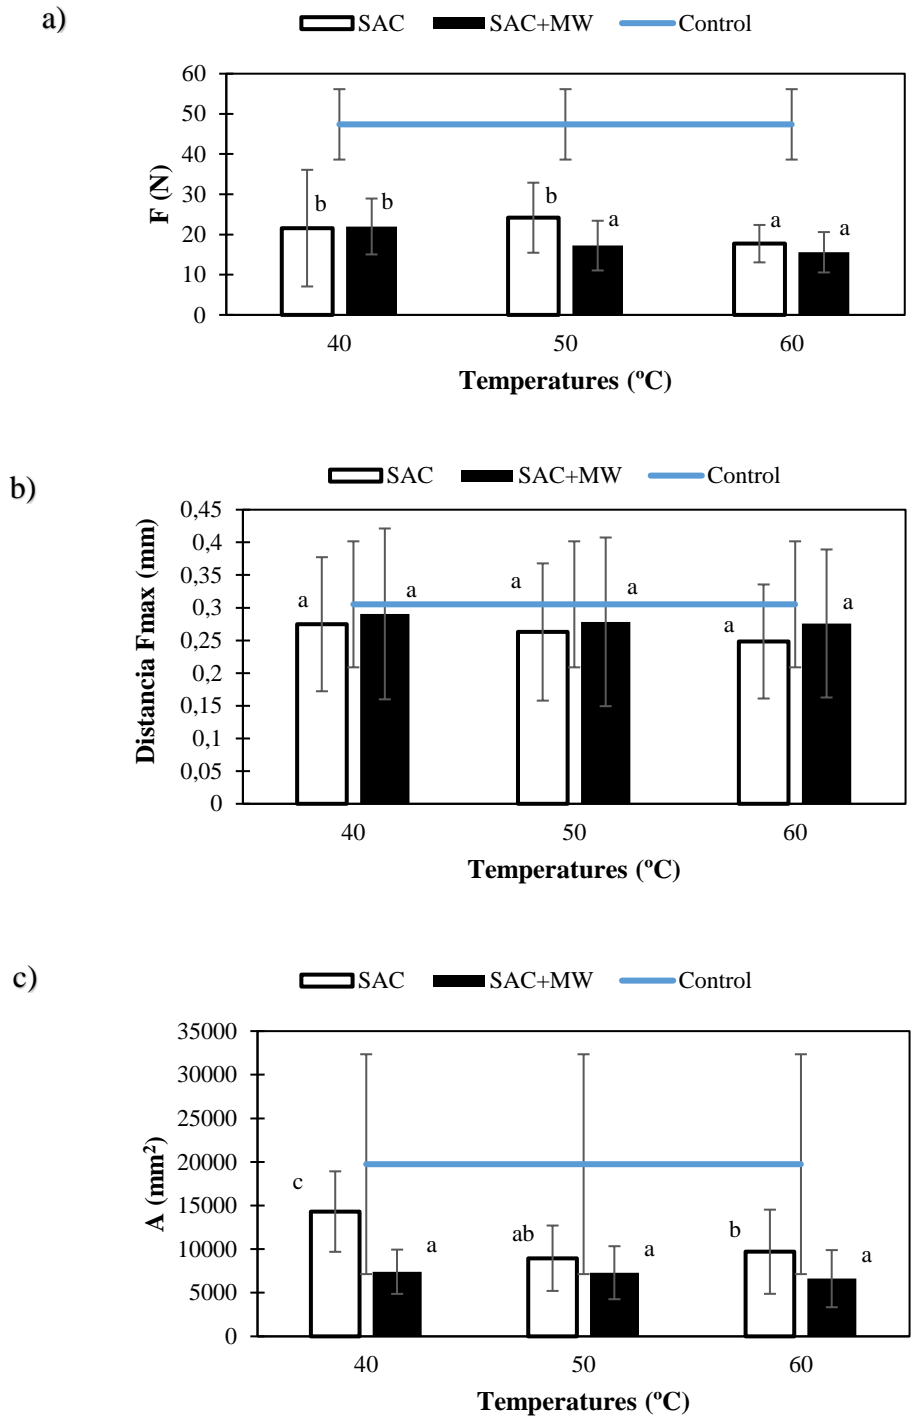 a)
SAC SAC+MW Control
60
50
40
30
20
10
0
F (N)
b b b a a a
40 50 60
Temperatures (ºC)
b)
SAC SAC+MW Control
0,45
0,4
0,35
0,3
0,25
0,2
0,15
0,1
0,05
0
Distancia Fmax (mm)
a a a a a a
40 50 60
Temperatures (ºC)
c)
SAC SAC+MW Control
35000
30000
25000
20000
15000
10000
5000
0
A (mm²)
c a ab a b a
40 50 60
Temperatures (ºC)